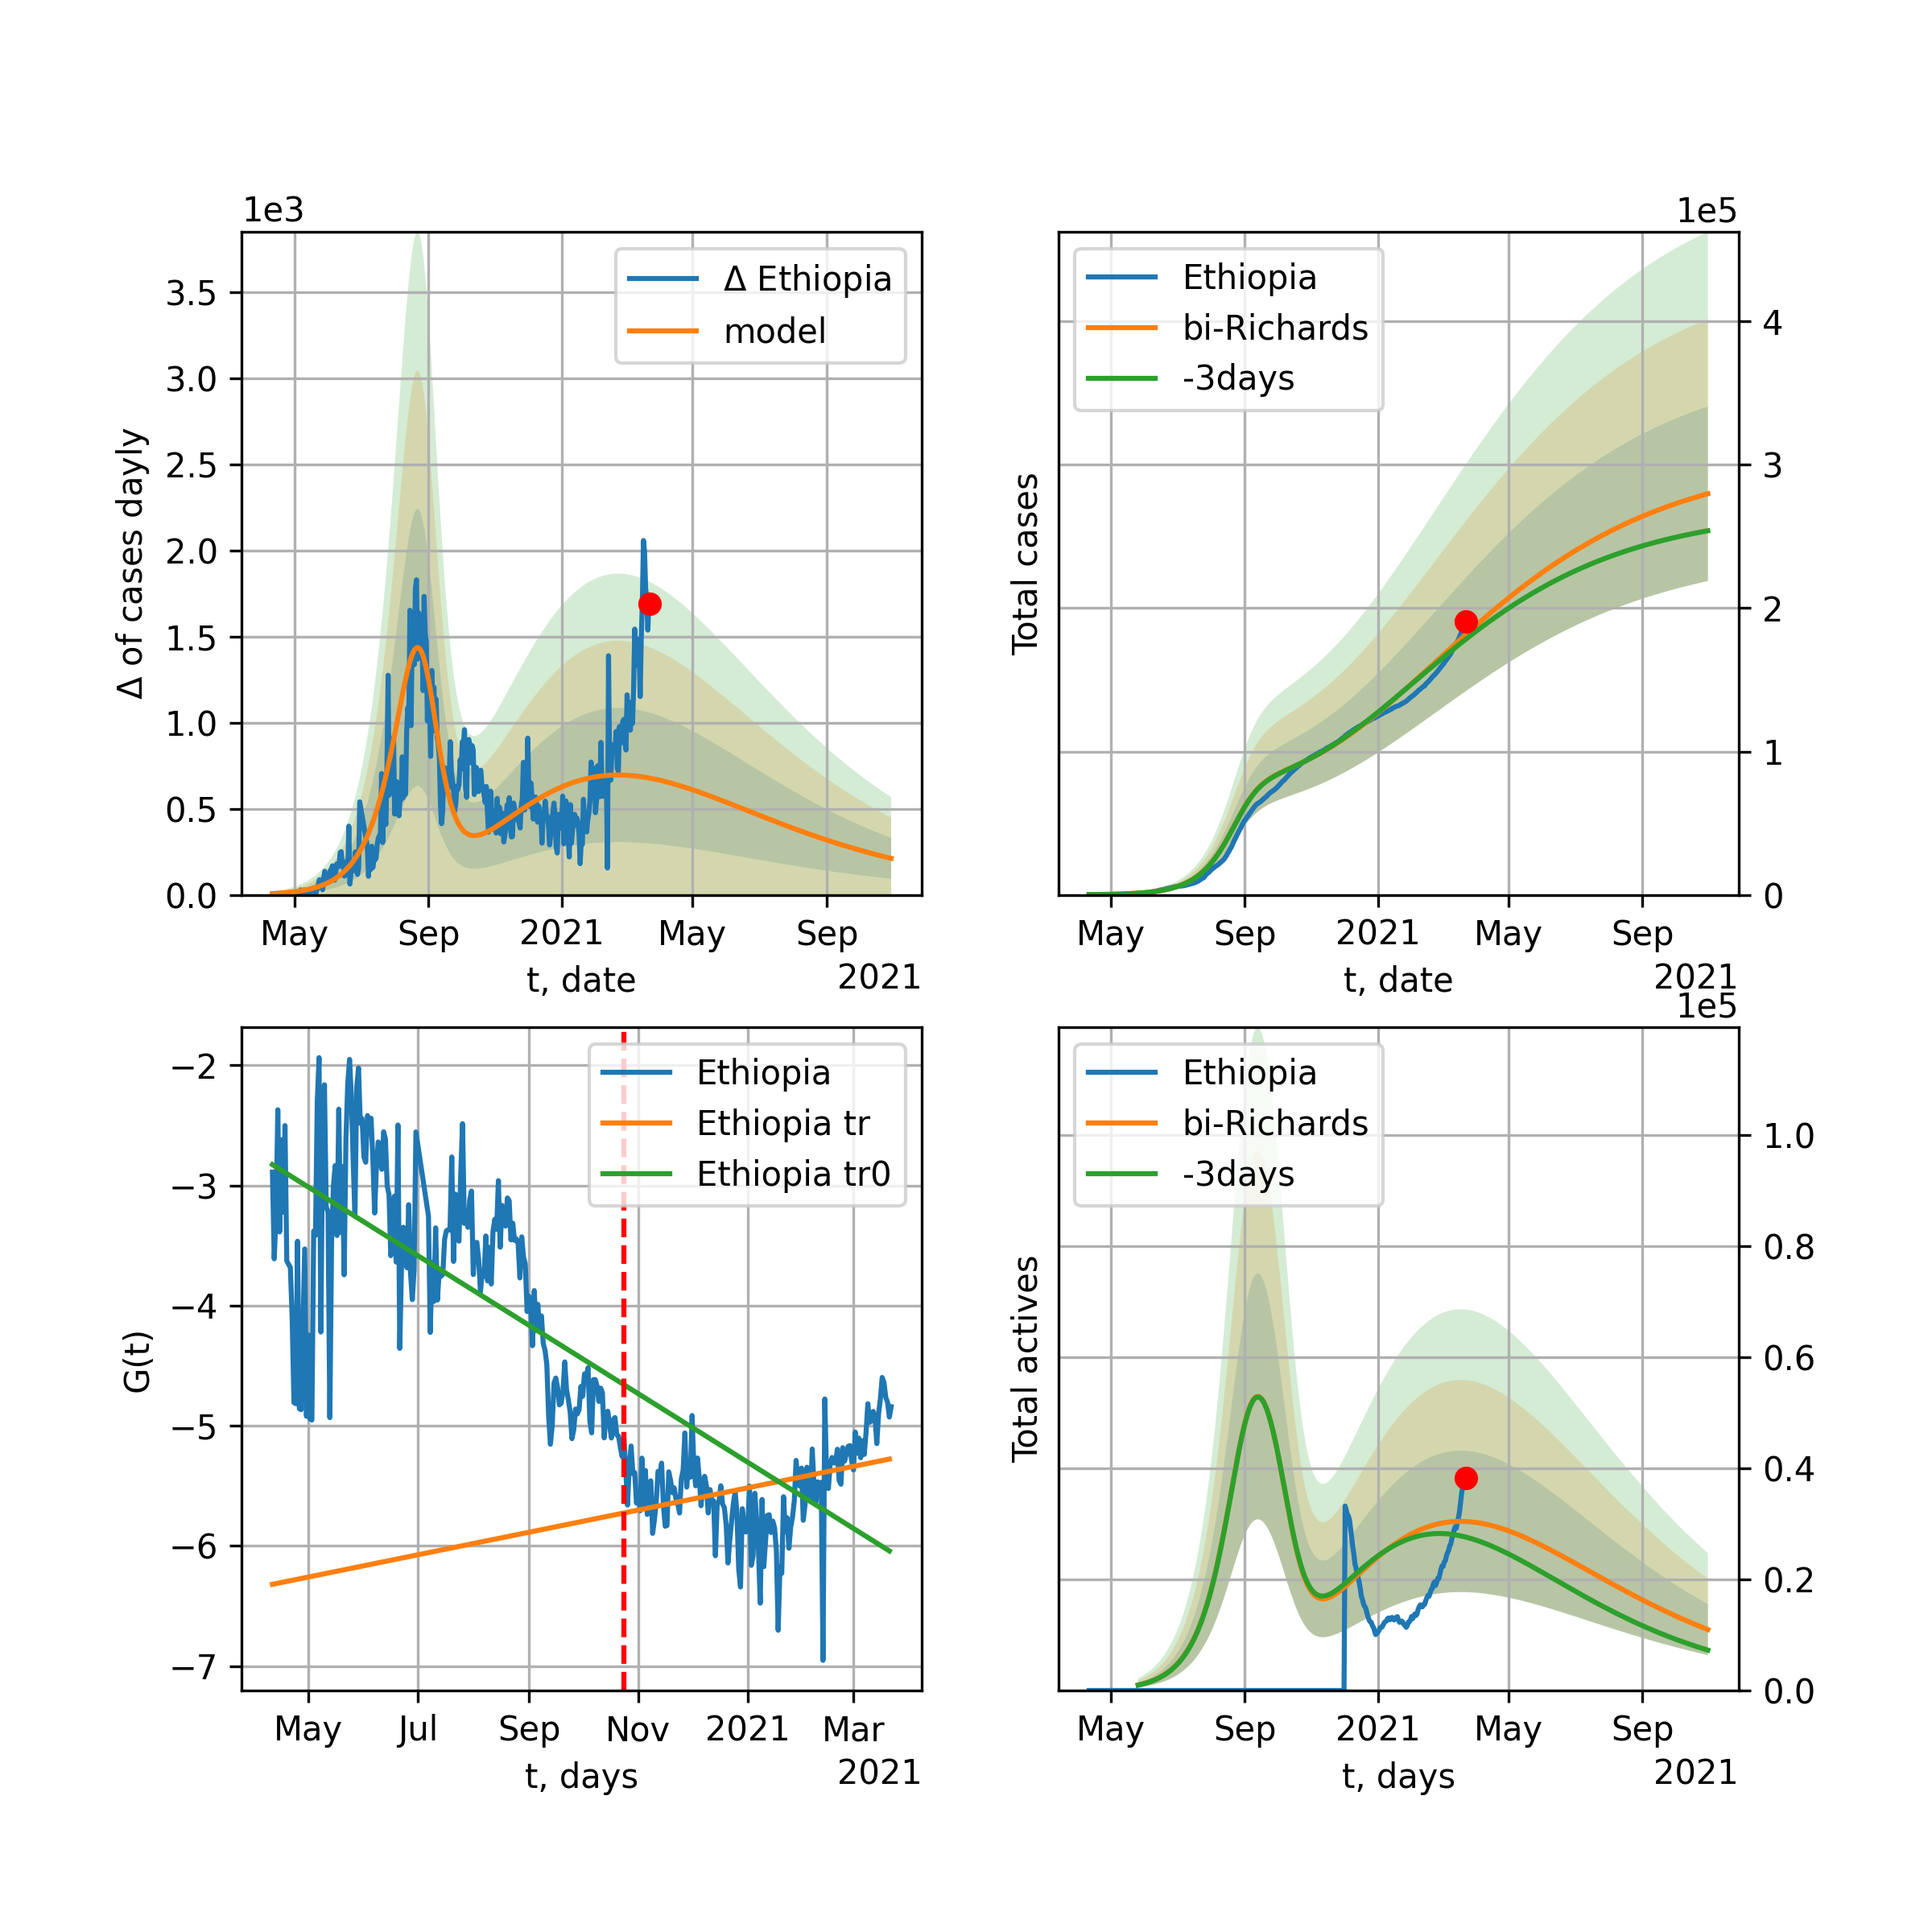 1e3
3.5
3.0
2.5
2.0
1.5
1.0
0.5
0.0
Δ of cases dayly
Δ Ethiopia
model
May Sep 2021 May Sep
t, date
2021
1e5
Ethiopia
bi-Richards
-3days
Total cases
4
3
2
1
0
May Sep 2021 May Sep
t, date
2021
−2
−3
−4
−5
−6
−7
G(t)
Ethiopia
Ethiopia tr
Ethiopia tr0
May Jul Sep Nov 2021 Mar
t, days
2021
1e5
Ethiopia
bi-Richards
-3days
Total actives
1.0
0.8
0.6
0.4
0.2
0.0
May Sep 2021 May Sep
t, days
2021